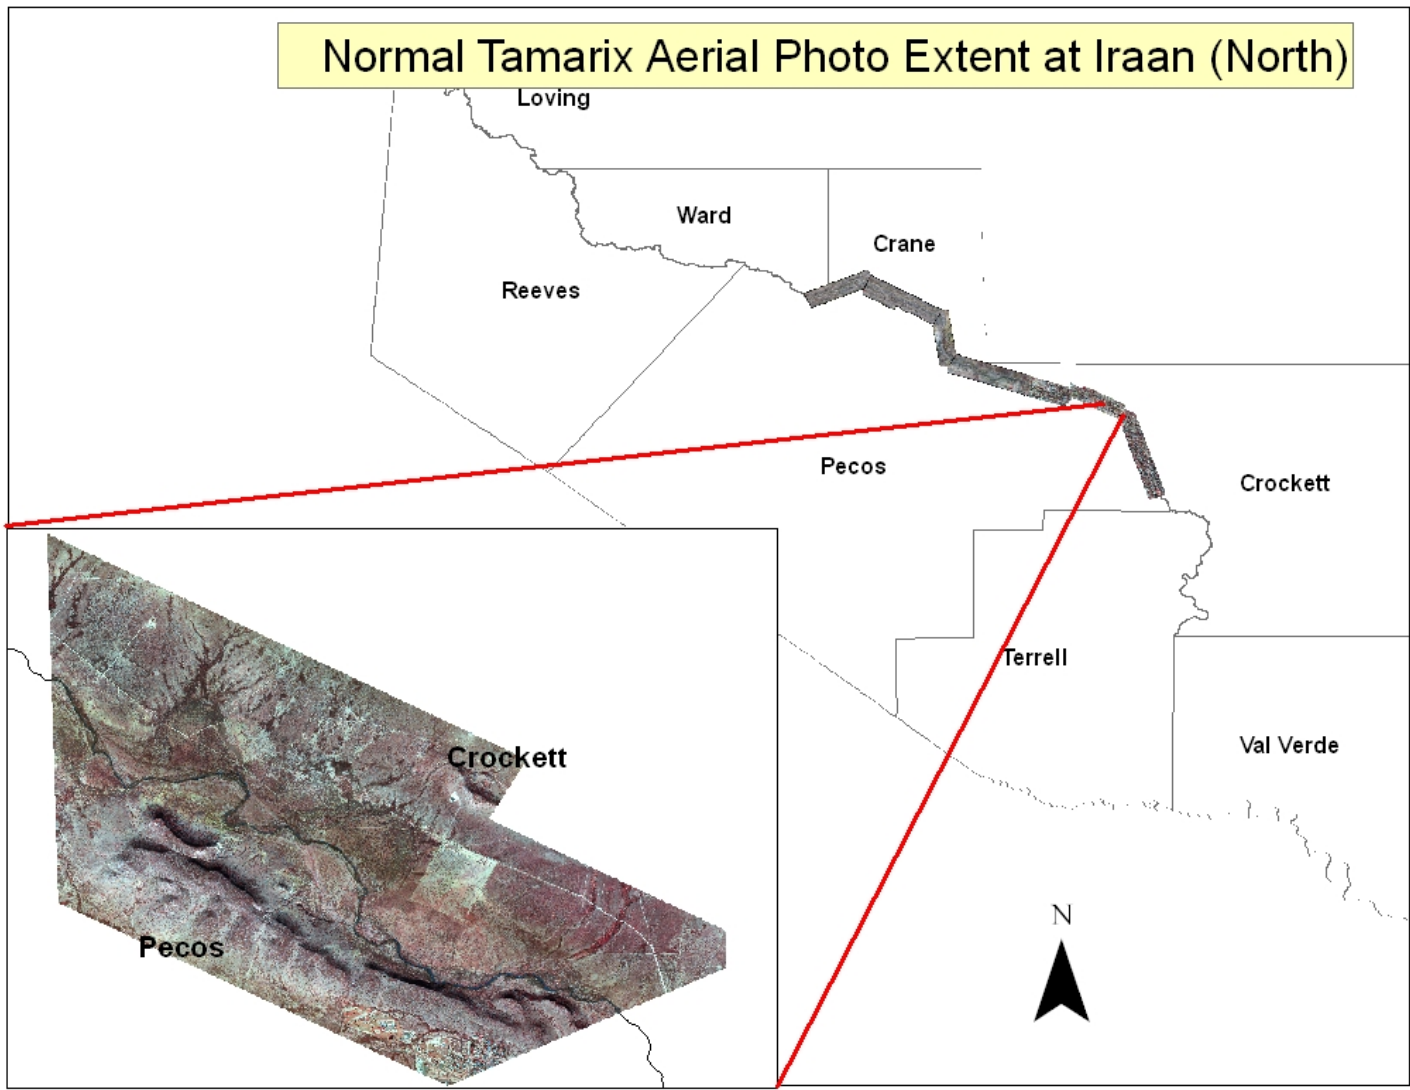 Normal Tamarix Aerial Photo Extent at Iraan (North)
Loving
Ward
Crane
Reeves
Pecos
Crockett
Terrell
Val Verde
Crockett
Pecos
N